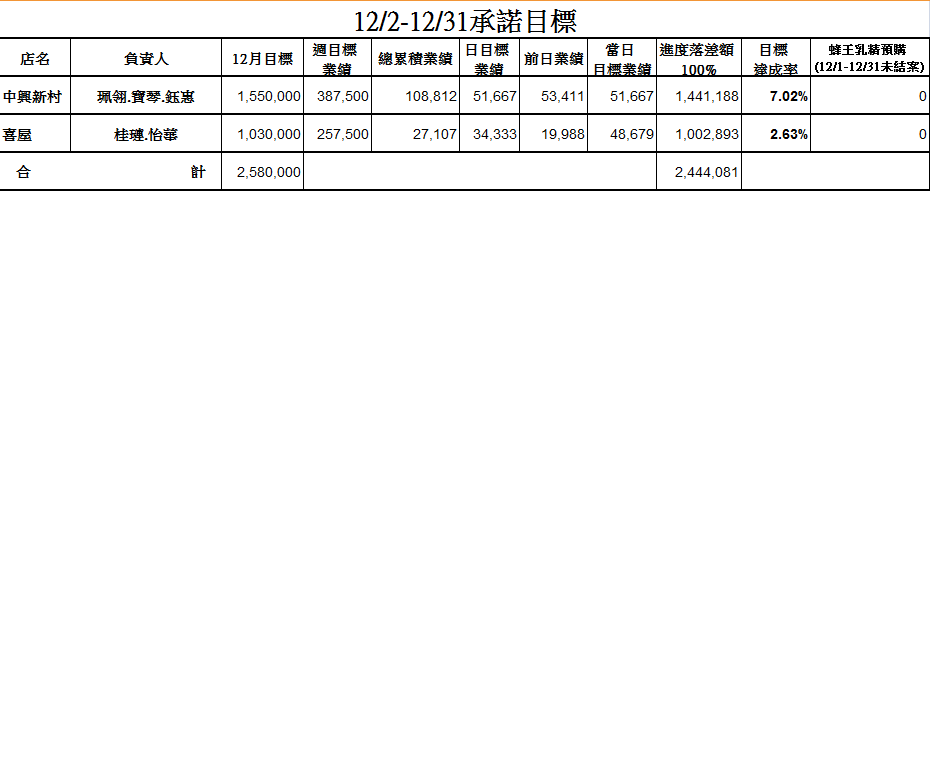 12/2-12/31承諾目標
店名 負責人 12月目標 週目標 業績 總累積業績 日目標 業績 前日業績 當日 目標業績 進度落差額 100% 目標 達成率 蜂王乳精預購 (12/1-12/31未結案)
中興新村 珮翎.寶琴.鈺惠 1,550,000 387,500 108,812 51,667 53,411 51,667 1,441,188 7.02% 0
喜屋 桂璉.怡華 1,030,000 257,500 27,107 34,333 19,988 48,679 1,002,893 2.63% 0
合 計 2,580,000 2,444,081